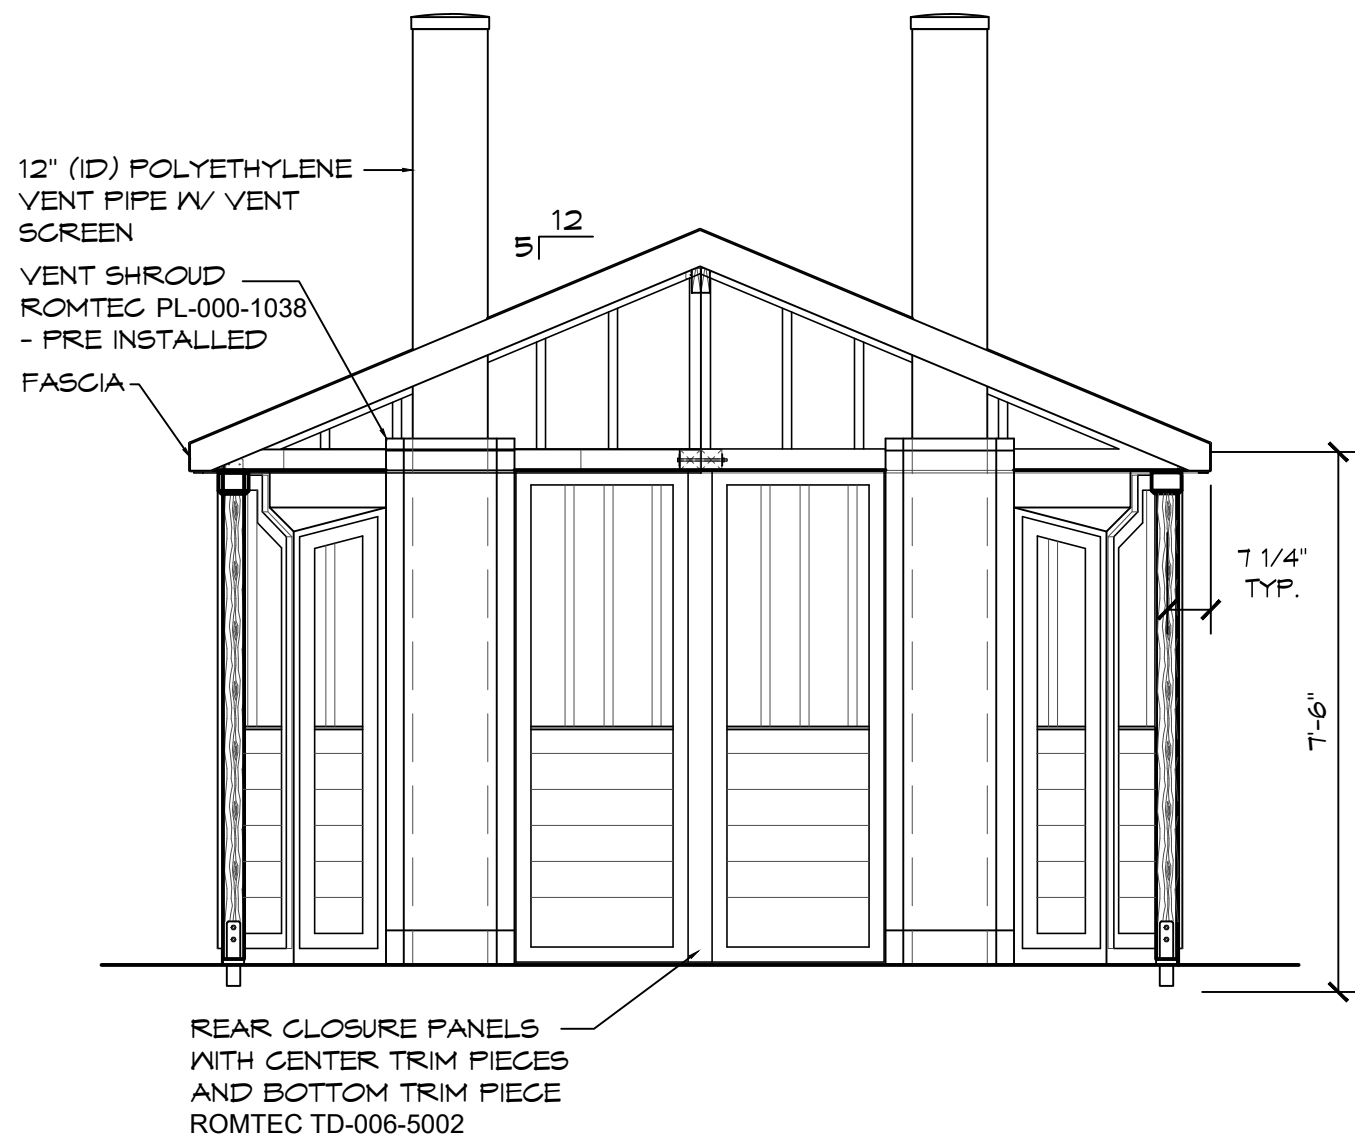 12" (ID) POLYETHYLENE
VENT PIPE W/ VENT
SCREEN
12
5
VENT SHROUD
ROMTEC PL-000-1038
- PRE INSTALLED
FASCIA
7 1/4"
TYP.
7'-6"
REAR CLOSURE PANELS
WITH CENTER TRIM PIECES
AND BOTTOM TRIM PIECE
ROMTEC TD-006-5002